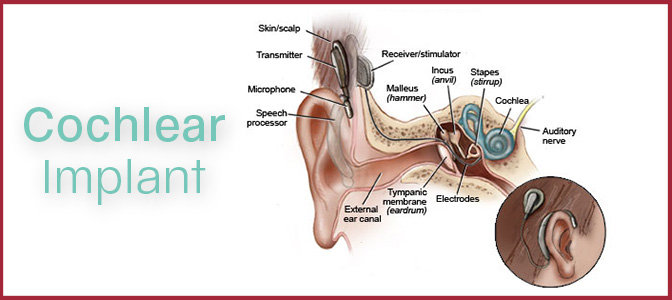 Cochlear
Implant
Skin/scalp
Transmitter
Microphone
Speech
processor
Receiver/stimulator
Incus
(anvil)
Malleus
(hammer)
Stapes
(stirrup)
Cochlea
Auditory
nerve
External
ear canal
Tympanic
membrane
(eardrum)
Electrodes